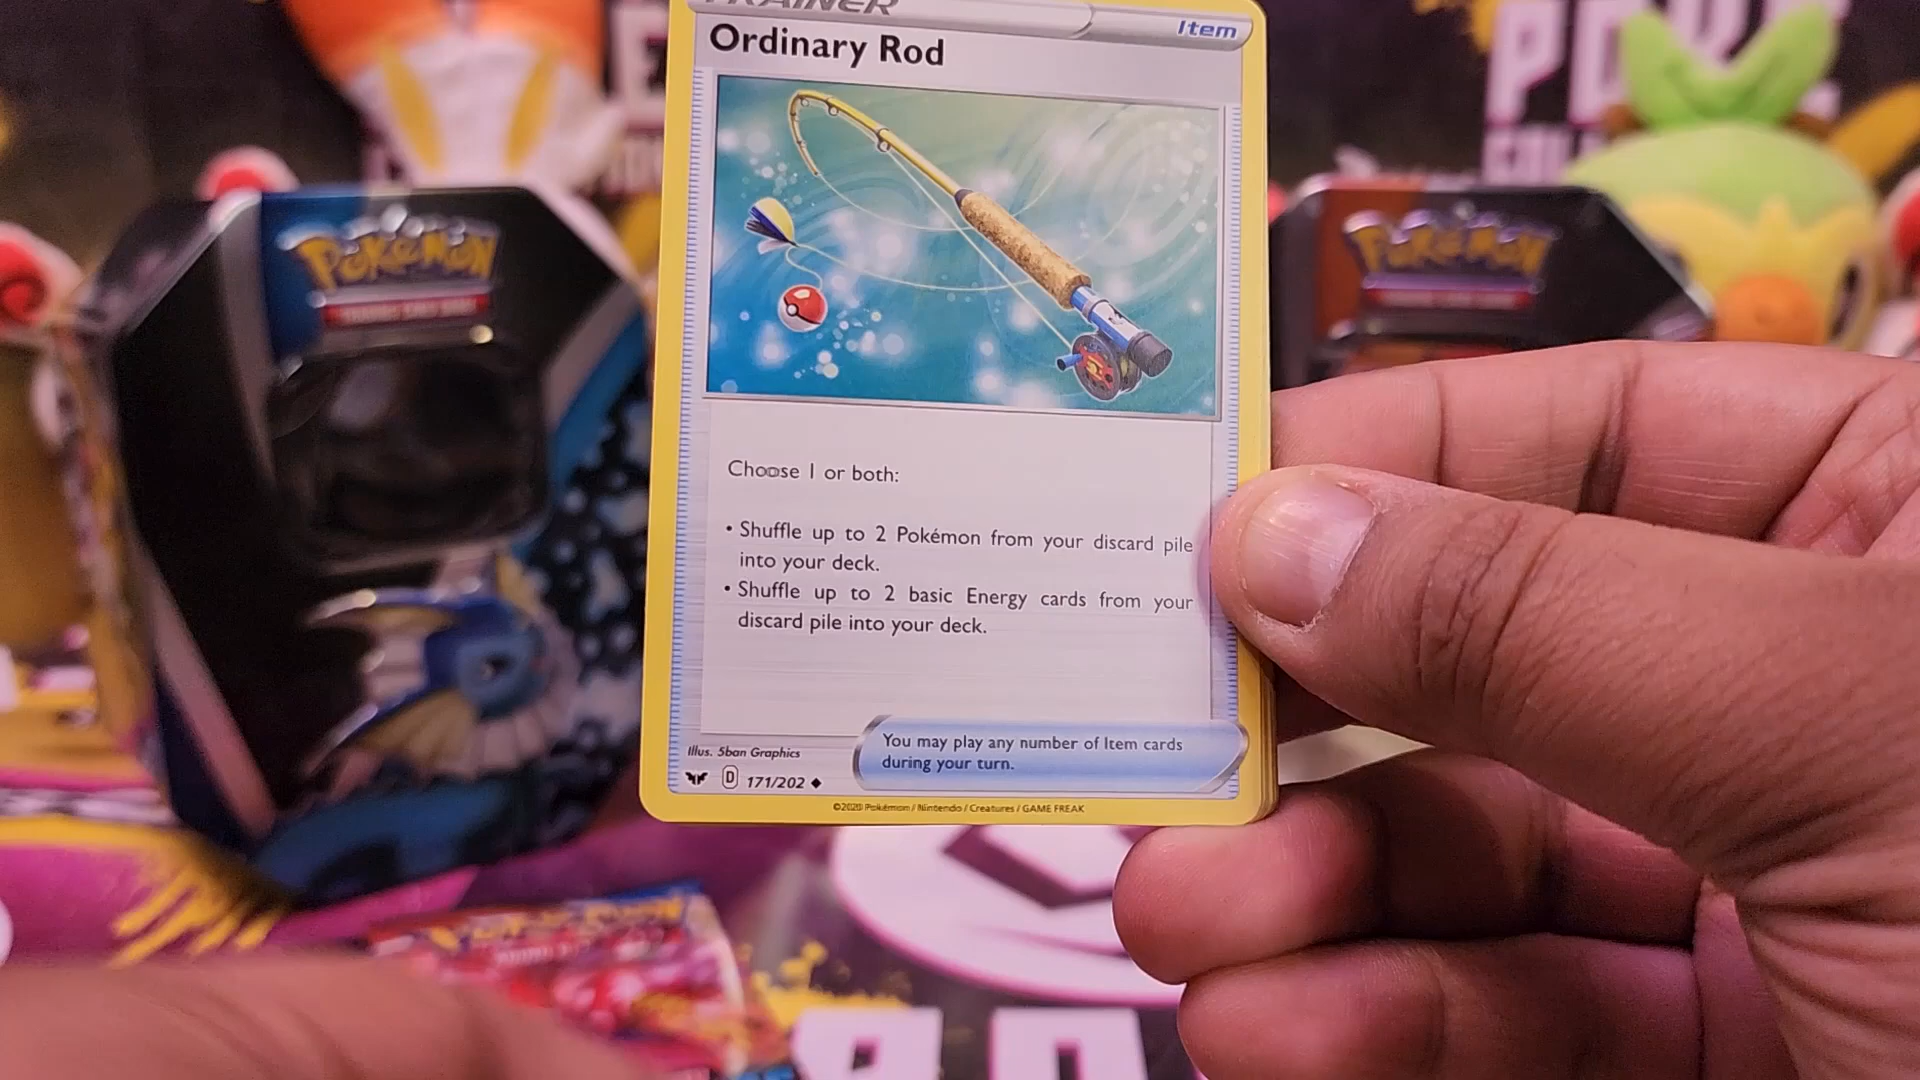 TRAINER
Item
Ordinary Rod
Choose 1 or both:
• Shuffle up to 2 Pokémon from your discard pile
into your deck.
• Shuffle up to 2 basic Energy cards from your
discard pile into your deck.
Illus. 5ban Graphics
D 171/202
You may play any number of Item cards
during your turn.
©2020 Pokémon / Nintendo / Creatures / GAME FREAK
POKéMON
POKéMON
POKéMON